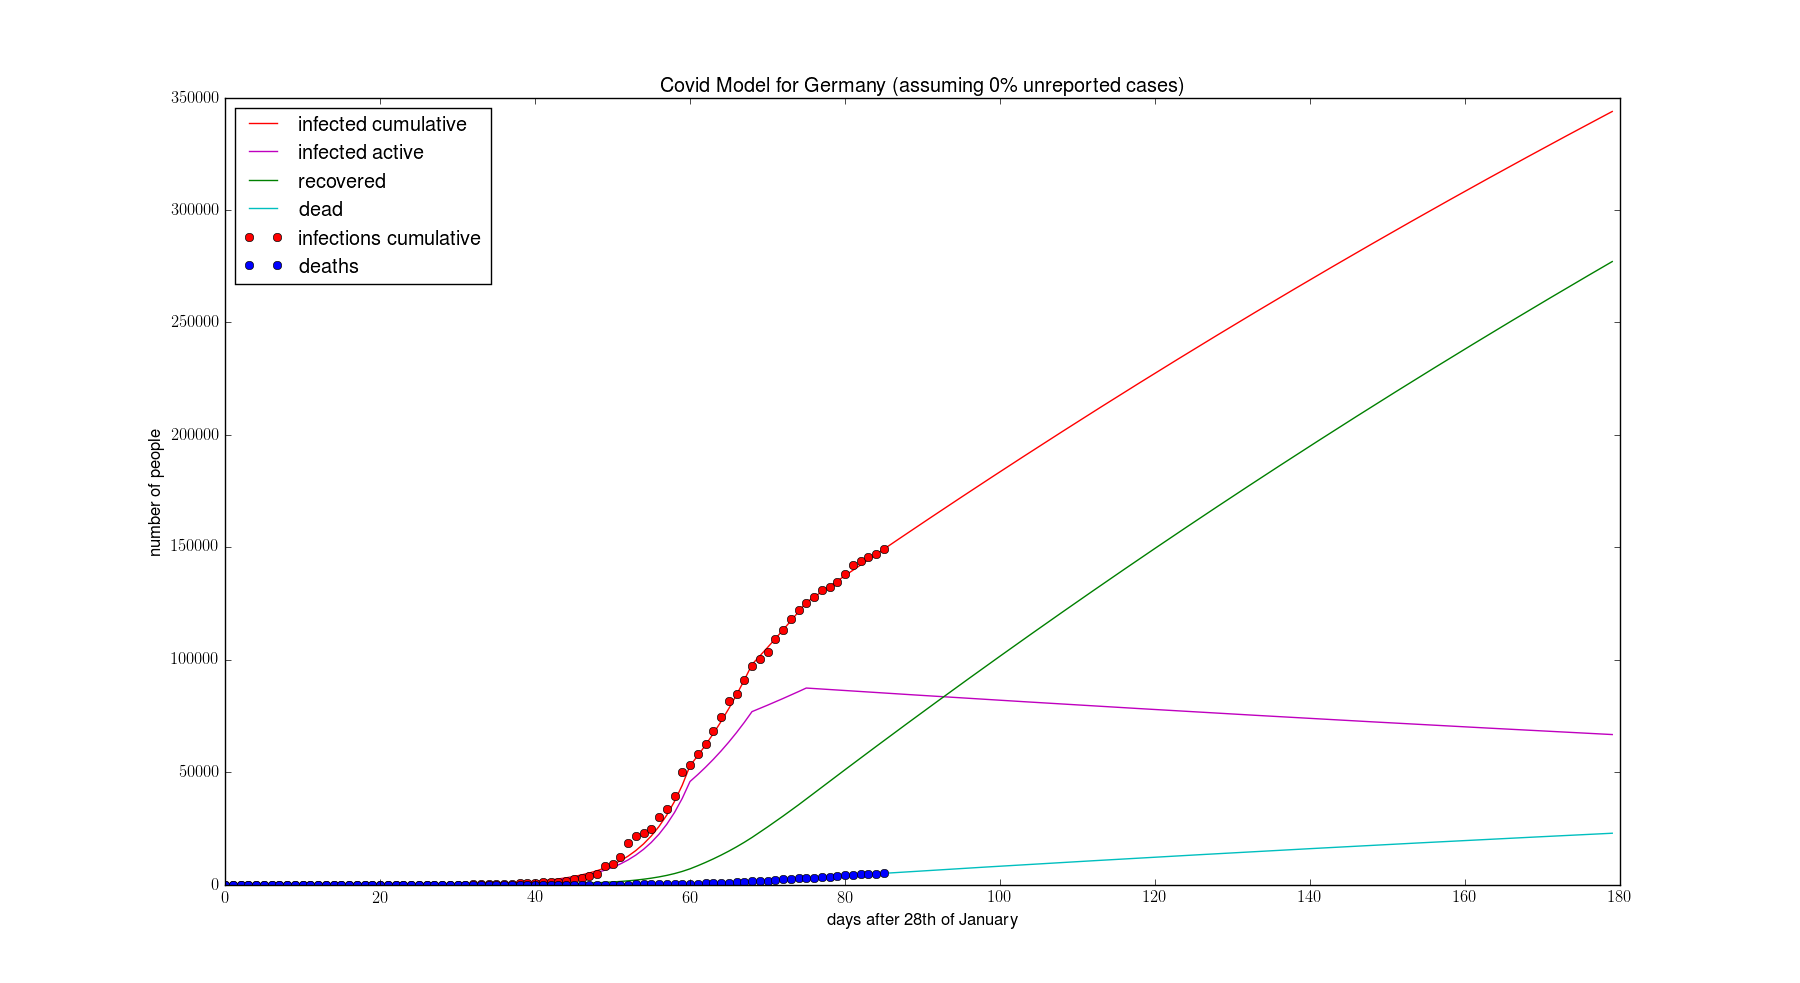 Covid Model for Germany (assuming 0% unreported cases)
350000
300000
250000
200000
150000
100000
50000
0
number of people
infected cumulative
infected active
recovered
dead
infections cumulative
deaths
0 20 40 60 80 100 120 140 160 180
days after 28th of January